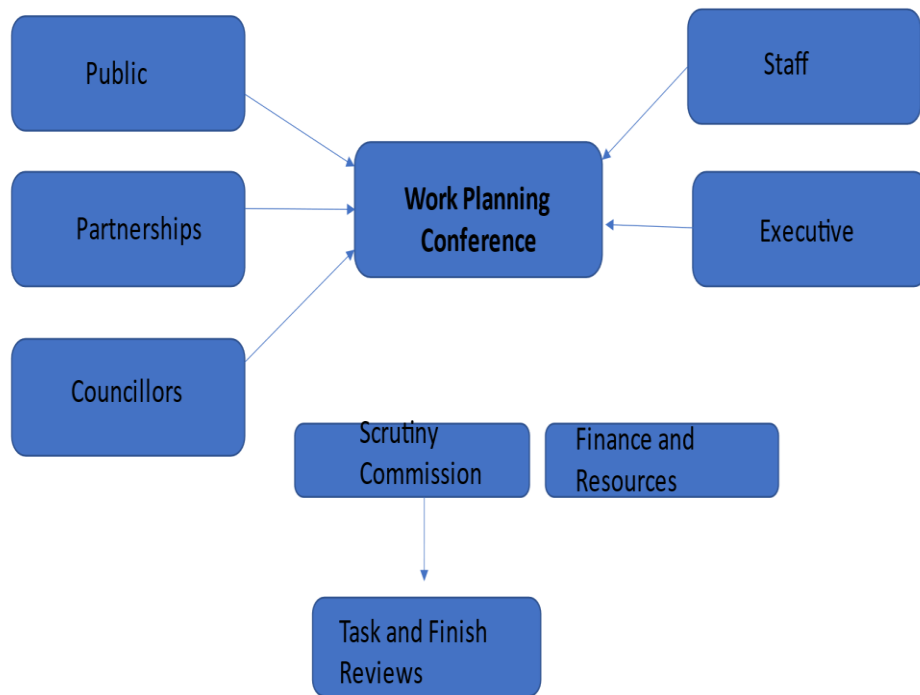 Public
Staff
Work Planning
Conference
Partnerships
Executive
Councillors
Scrutiny
Commission
Finance and
Resources
Task and Finish
Reviews